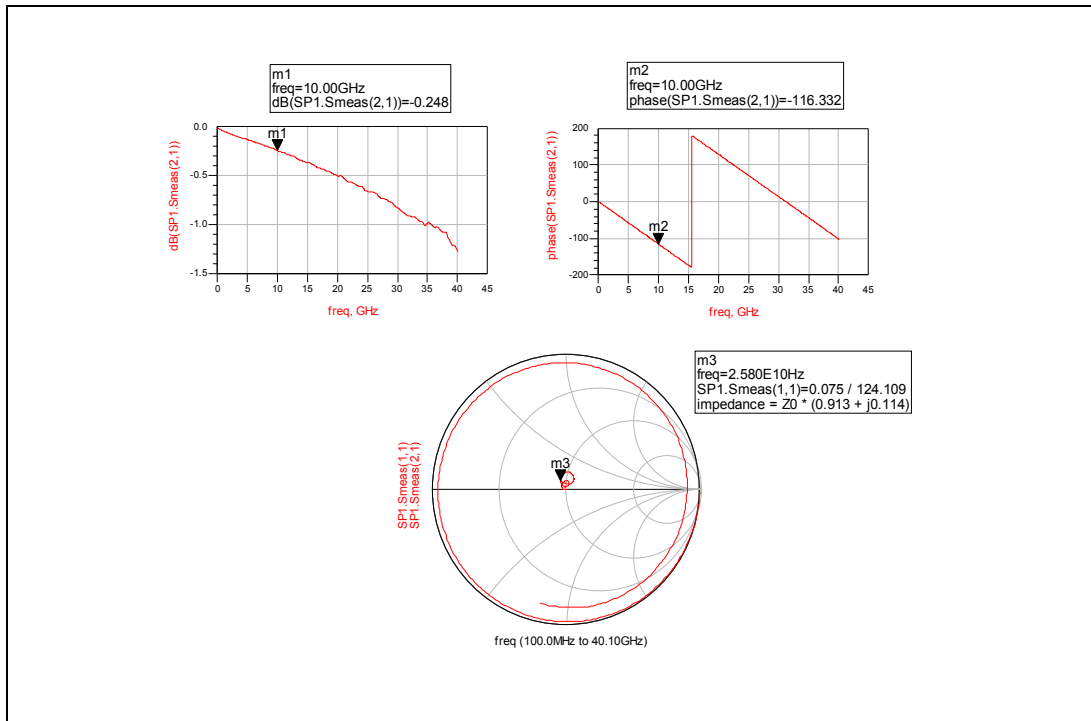 m1
freq=10.00GHz
dB(SP1.Smeas(2,1))=-0.248
m1
0.0
-0.5
-1.0
-1.5
0 5 10 15 20 25 30 35 40 45
freq, GHz
dB(SP1.Smeas(2,1))
m2
freq=10.00GHz
phase(SP1.Smeas(2,1))=-116.332
m2
200
100
0
-100
-200
0 5 10 15 20 25 30 35 40 45
freq, GHz
phase(SP1.Smeas(2,1))
m3
freq=2.580E10Hz
SP1.Smeas(1,1)=0.075 / 124.109
impedance = Z0 * (0.913 + j0.114)
m3
SP1.Smeas(1,1)
SP1.Smeas(2,1)
freq (100.0MHz to 40.10GHz)